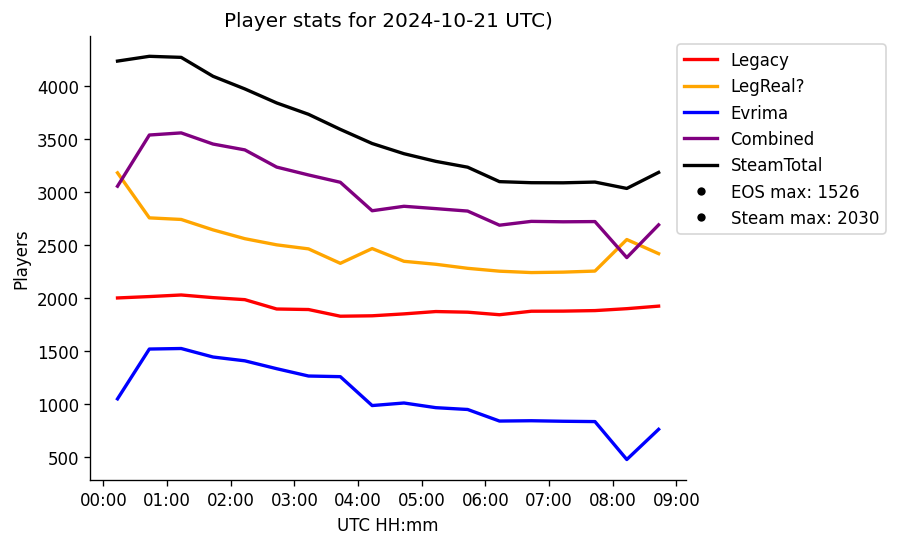 Player stats for 2024-10-21 UTC)
Legacy
LegReal?
Evrima
Combined
SteamTotal
EOS max: 1526
Steam max: 2030
Players
4000
3500
3000
2500
2000
1500
1000
500
00:00 01:00 02:00 03:00 04:00 05:00 06:00 07:00 08:00 09:00
UTC HH:mm